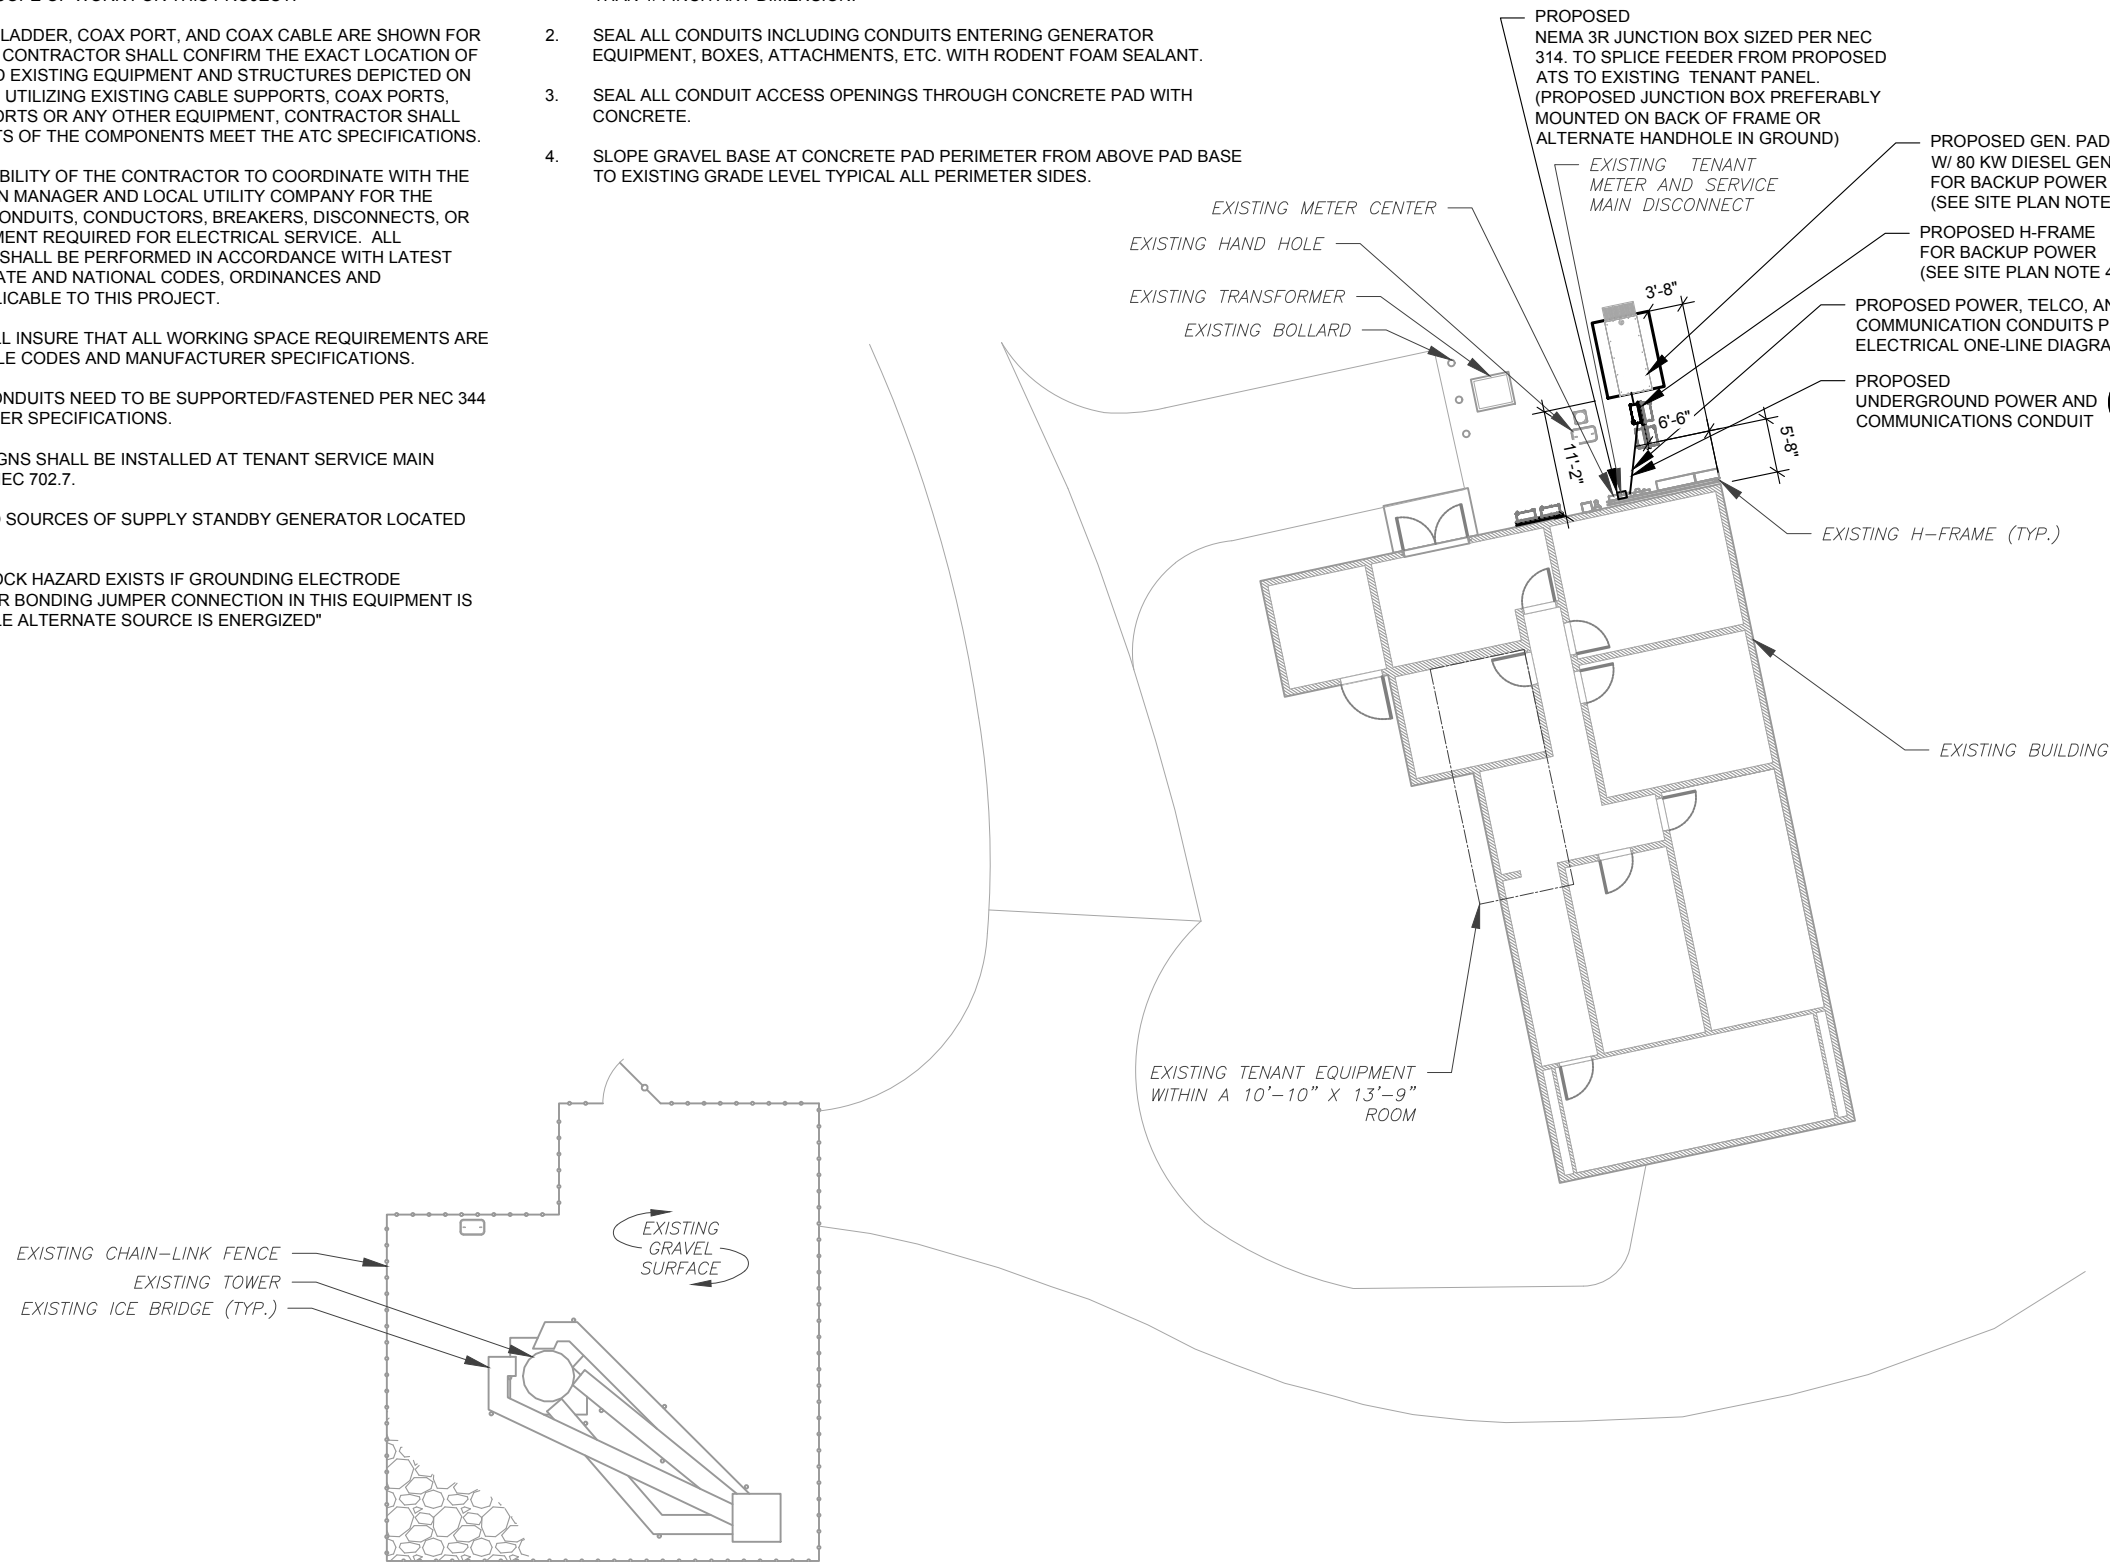 LADDER, COAX PORT, AND COAX CABLE ARE SHOWN FOR
CONTRACTOR SHALL CONFIRM THE EXACT LOCATION OF
EXISTING EQUIPMENT AND STRUCTURES DEPICTED ON
UTILIZING EXISTING CABLE SUPPORTS, COAX PORTS,
OR ANY OTHER EQUIPMENT, CONTRACTOR SHALL
OF THE COMPONENTS MEET THE ATC SPECIFICATIONS.
OF THE CONTRACTOR TO COORDINATE WITH THE
MANAGER AND LOCAL UTILITY COMPANY FOR THE
CONDUITS, CONDUCTORS, BREAKERS, DISCONNECTS, OR
REQUIRED FOR ELECTRICAL SERVICE. ALL
SHALL BE PERFORMED IN ACCORDANCE WITH LATEST
AND NATIONAL CODES, ORDINANCES AND
TO THIS PROJECT.
INSURE THAT ALL WORKING SPACE REQUIREMENTS ARE
CODES AND MANUFACTURER SPECIFICATIONS.
NEED TO BE SUPPORTED/FASTENED PER NEC 344
SPECIFICATIONS.
SHALL BE INSTALLED AT TENANT SERVICE MAIN
702.7.
SOURCES OF SUPPLY STANDBY GENERATOR LOCATED
HAZARD EXISTS IF GROUNDING ELECTRODE
BONDING JUMPER CONNECTION IN THIS EQUIPMENT IS
ALTERNATE SOURCE IS ENERGIZED"
2. SEAL ALL CONDUITS INCLUDING CONDUITS ENTERING GENERATOR
EQUIPMENT, BOXES, ATTACHMENTS, ETC. WITH RODENT FOAM SEALANT.
3. SEAL ALL CONDUIT ACCESS OPENINGS THROUGH CONCRETE PAD WITH
CONCRETE.
4. SLOPE GRAVEL BASE AT CONCRETE PAD PERIMETER FROM ABOVE PAD BASE
TO EXISTING GRADE LEVEL TYPICAL ALL PERIMETER SIDES.
PROPOSED
NEMA 3R JUNCTION BOX SIZED PER NEC
314. TO SPLICE FEEDER FROM PROPOSED
ATS TO EXISTING TENANT PANEL.
(PROPOSED JUNCTION BOX PREFERABLY
MOUNTED ON BACK OF FRAME OR
ALTERNATE HANDHOLE IN GROUND)
EXISTING TENANT
METER AND SERVICE
MAIN DISCONNECT
PROPOSED GEN. PAD
W/ 80 KW DIESEL GEN
FOR BACKUP POWER
(SEE SITE PLAN NOTE
PROPOSED H-FRAME
FOR BACKUP POWER
(SEE SITE PLAN NOTE 4
PROPOSED POWER, TELCO,
COMMUNICATION CONDUITS
ELECTRICAL ONE-LINE
PROPOSED
UNDERGROUND POWER AND
COMMUNICATIONS CONDUIT
EXISTING METER CENTER
EXISTING HAND HOLE
EXISTING TRANSFORMER
EXISTING BOLLARD
3'-8"
6'-6"
5'-8"
11'-2"
EXISTING H-FRAME (TYP.)
EXISTING BUILDING
EXISTING TENANT EQUIPMENT
WITHIN A 10'-10" X 13'-9"
ROOM
EXISTING
GRAVEL
SURFACE
EXISTING CHAIN-LINK FENCE
EXISTING TOWER
EXISTING ICE BRIDGE (TYP.)